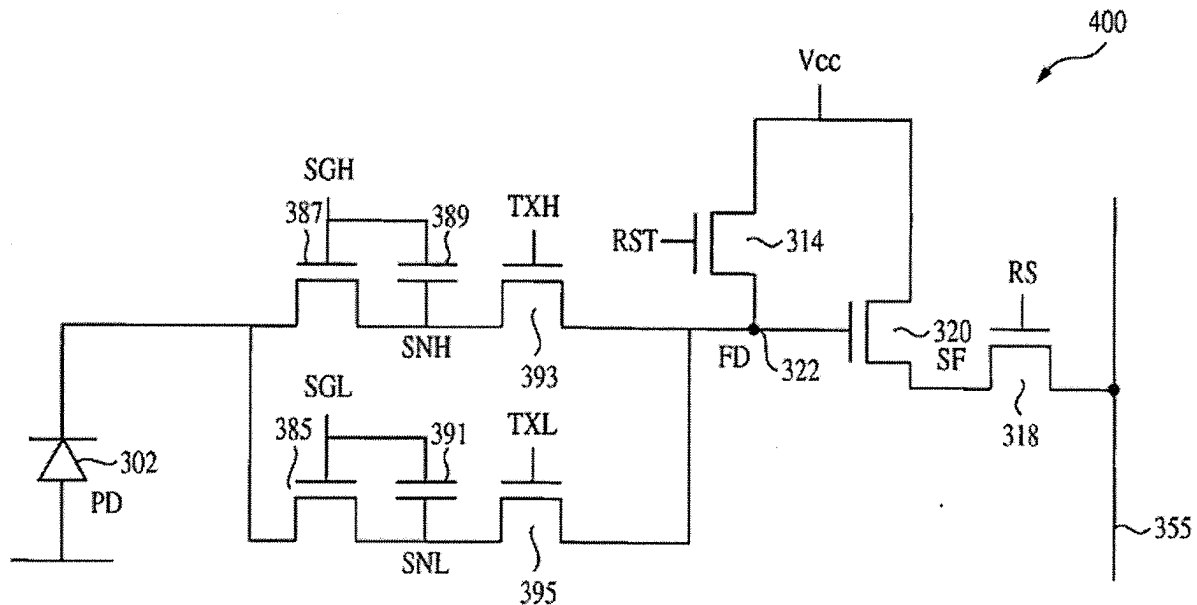 400
Vcc
SGH
387
389
TXH
RST
314
RS
SNH
393
FD
322
320
SF
318
SGL
385
391
TXL
302
PD
SNL
395
355